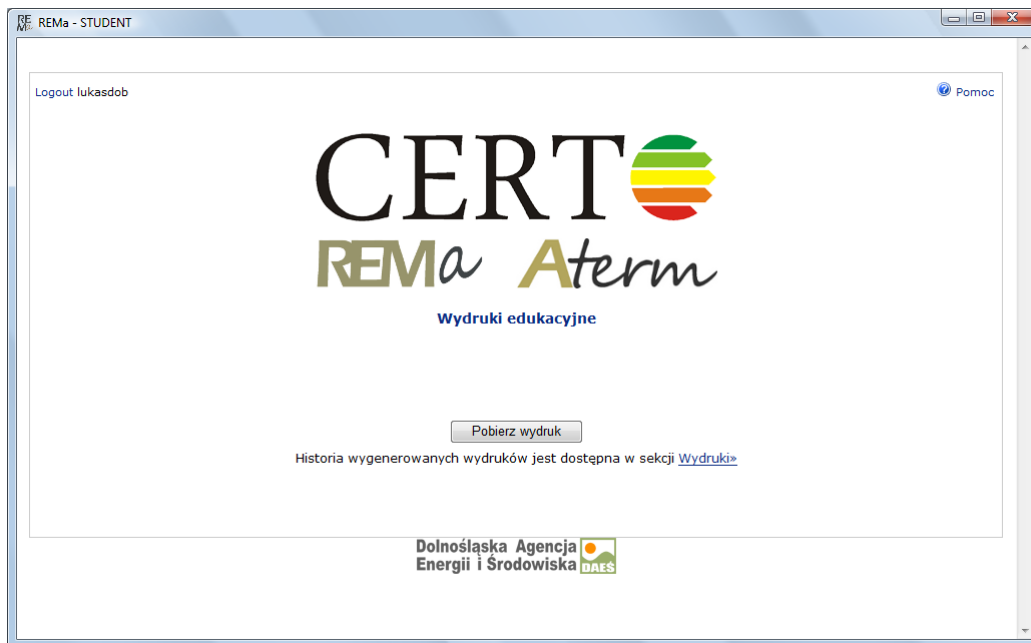 REMa - STUDENT
Logout lukasdob
Pomoc
CERTO
REMa Aterm
Wydruki edukacyjne
Pobierz wydruk
Historia wygenerowanych wydruków jest dostępna w sekcji Wydruki»
Dolnośląska Agencja
Energii i Środowiska DAEŚ